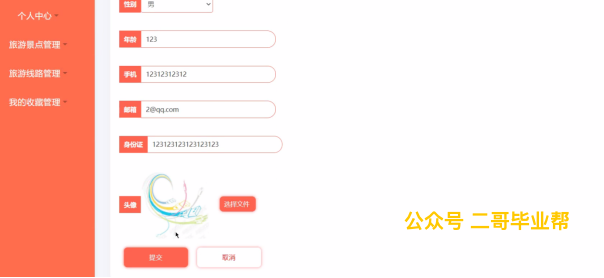 个人中心
旅游景点管理
旅游线路管理
我的收藏管理
性别 男
年龄 123
手机 12312312312
邮箱 2@qq.com
身份证 123123123123123123
头像 选择文件
公众号 二哥毕业帮
提交 取消